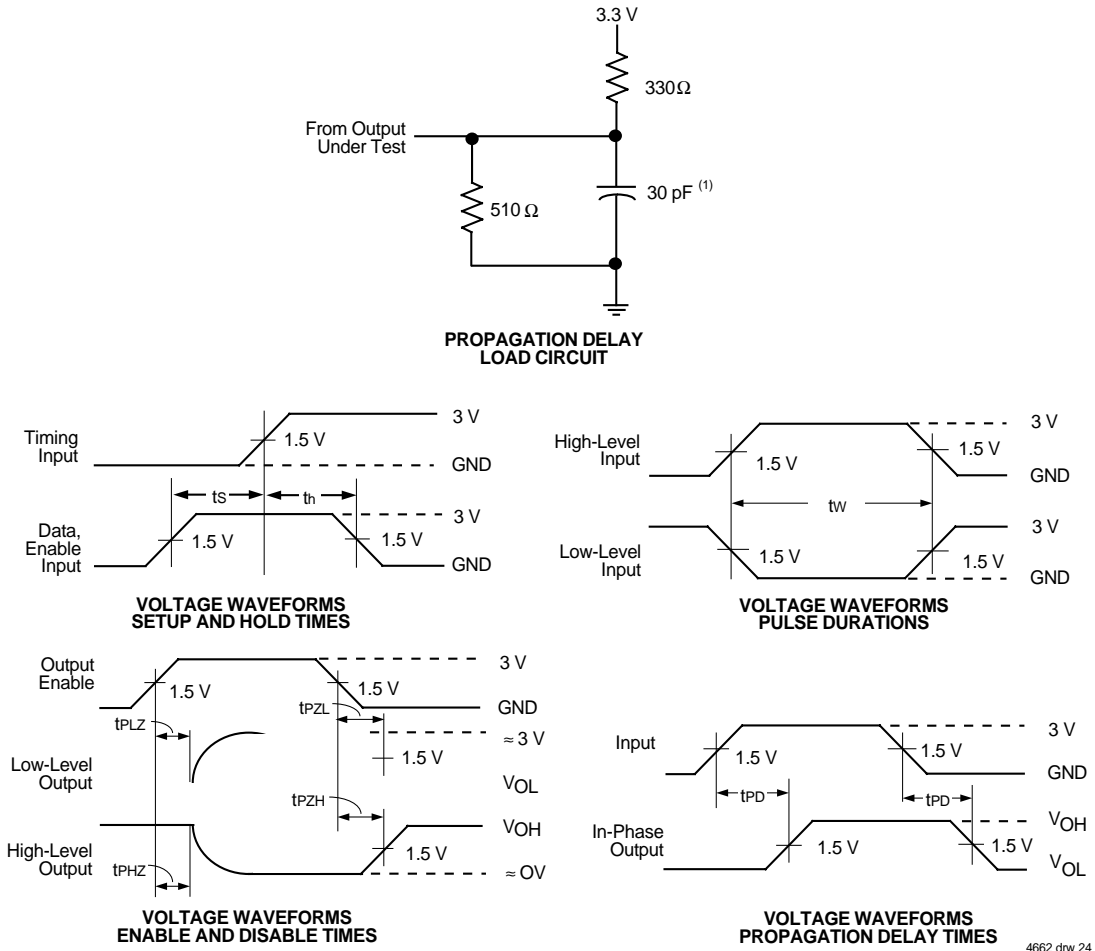 3.3 V
330Ω
From Output
Under Test
30 pF (1)
510 Ω
PROPAGATION DELAY
LOAD CIRCUIT
3 V
Timing
Input
1.5 V
GND
tS
th
3 V
Data,
Enable
Input
1.5 V
1.5 V
GND
VOLTAGE WAVEFORMS
SETUP AND HOLD TIMES
3 V
High-Level
Input
1.5 V
1.5 V
GND
tW
3 V
Low-Level
Input
1.5 V
1.5 V
GND
VOLTAGE WAVEFORMS
PULSE DURATIONS
Output
Enable
3 V
1.5 V
1.5 V
GND
tPLZ
tPZL
≈ 3 V
1.5 V
Low-Level
Output
VOL
tPZH
VOH
High-Level
Output
1.5 V
tPHZ
≈ OV
VOLTAGE WAVEFORMS
ENABLE AND DISABLE TIMES
3 V
Input
1.5 V
1.5 V
GND
tPD
tPD
VOH
In-Phase
Output
1.5 V
1.5 V
VOL
VOLTAGE WAVEFORMS
PROPAGATION DELAY TIMES
4662 drw 24